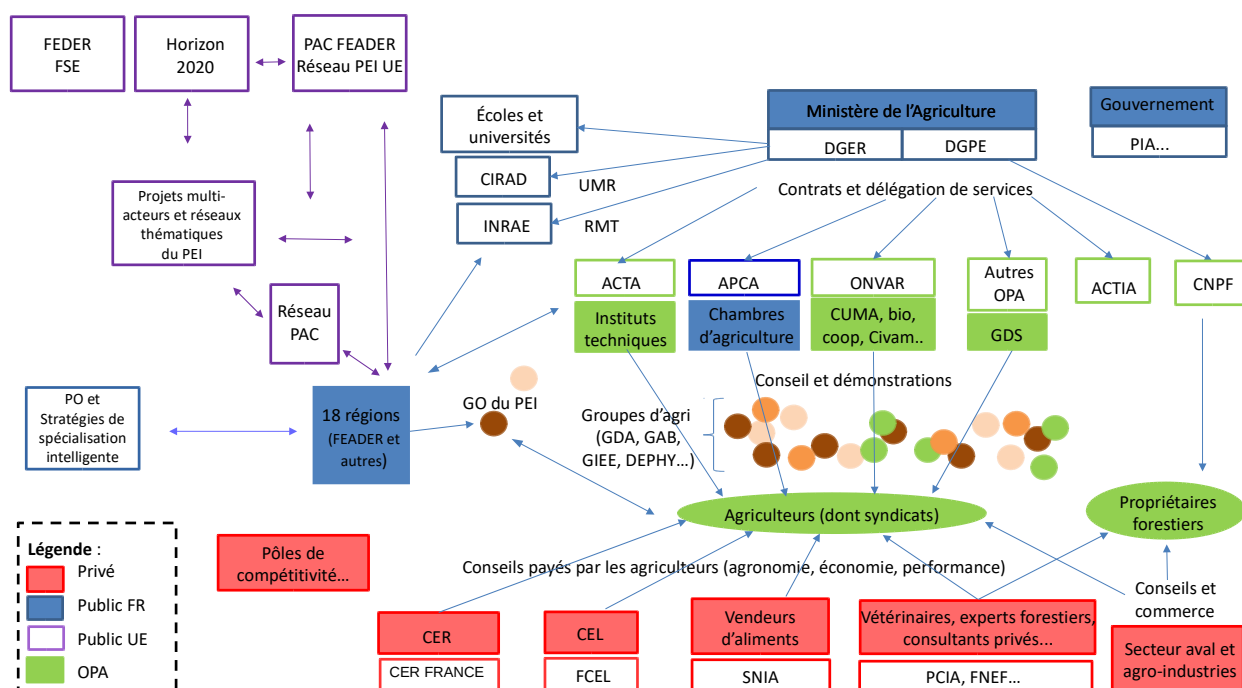 FEDER
FSE
Horizon
2020
PAC FEADER
Réseau PEI UE
Écoles et
universités
Ministère de l’Agriculture
DGER
DGPE
Gouvernement
PIA...
CIRAD
UMR
INRAE
RMT
Contrats et délégation de services
Projets multi-
acteurs et réseaux
thématiques
du PEI
Réseau
PAC
ACTA
Instituts
techniques
APCA
Chambres
d’agriculture
ONVAR
CUMA, bio,
coop, Civam..
Autres
OPA
GDS
ACTIA
CNPF
PO et
Stratégies de
spécialisation
intelligente
18 régions
(FEADER et
autres)
GO du PEI
Conseil et démonstrations
Groupes d’agri
(GDA, GAB,
GIEE, DEPHY…)
Agriculteurs (dont syndicats)
Propriétaires
forestiers
Légende :
Privé
Public FR
Public UE
OPA
Pôles de
compétitivité…
Conseils payés par les agriculteurs (agronomie, économie, performance)
Conseils et
commerce
CER
CER FRANCE
CEL
FCEL
Vendeurs
d’aliments
SNIA
Vétérinaires, experts forestiers,
consultants privés...
PCIA, FNEF…
Secteur aval et
agro-industries